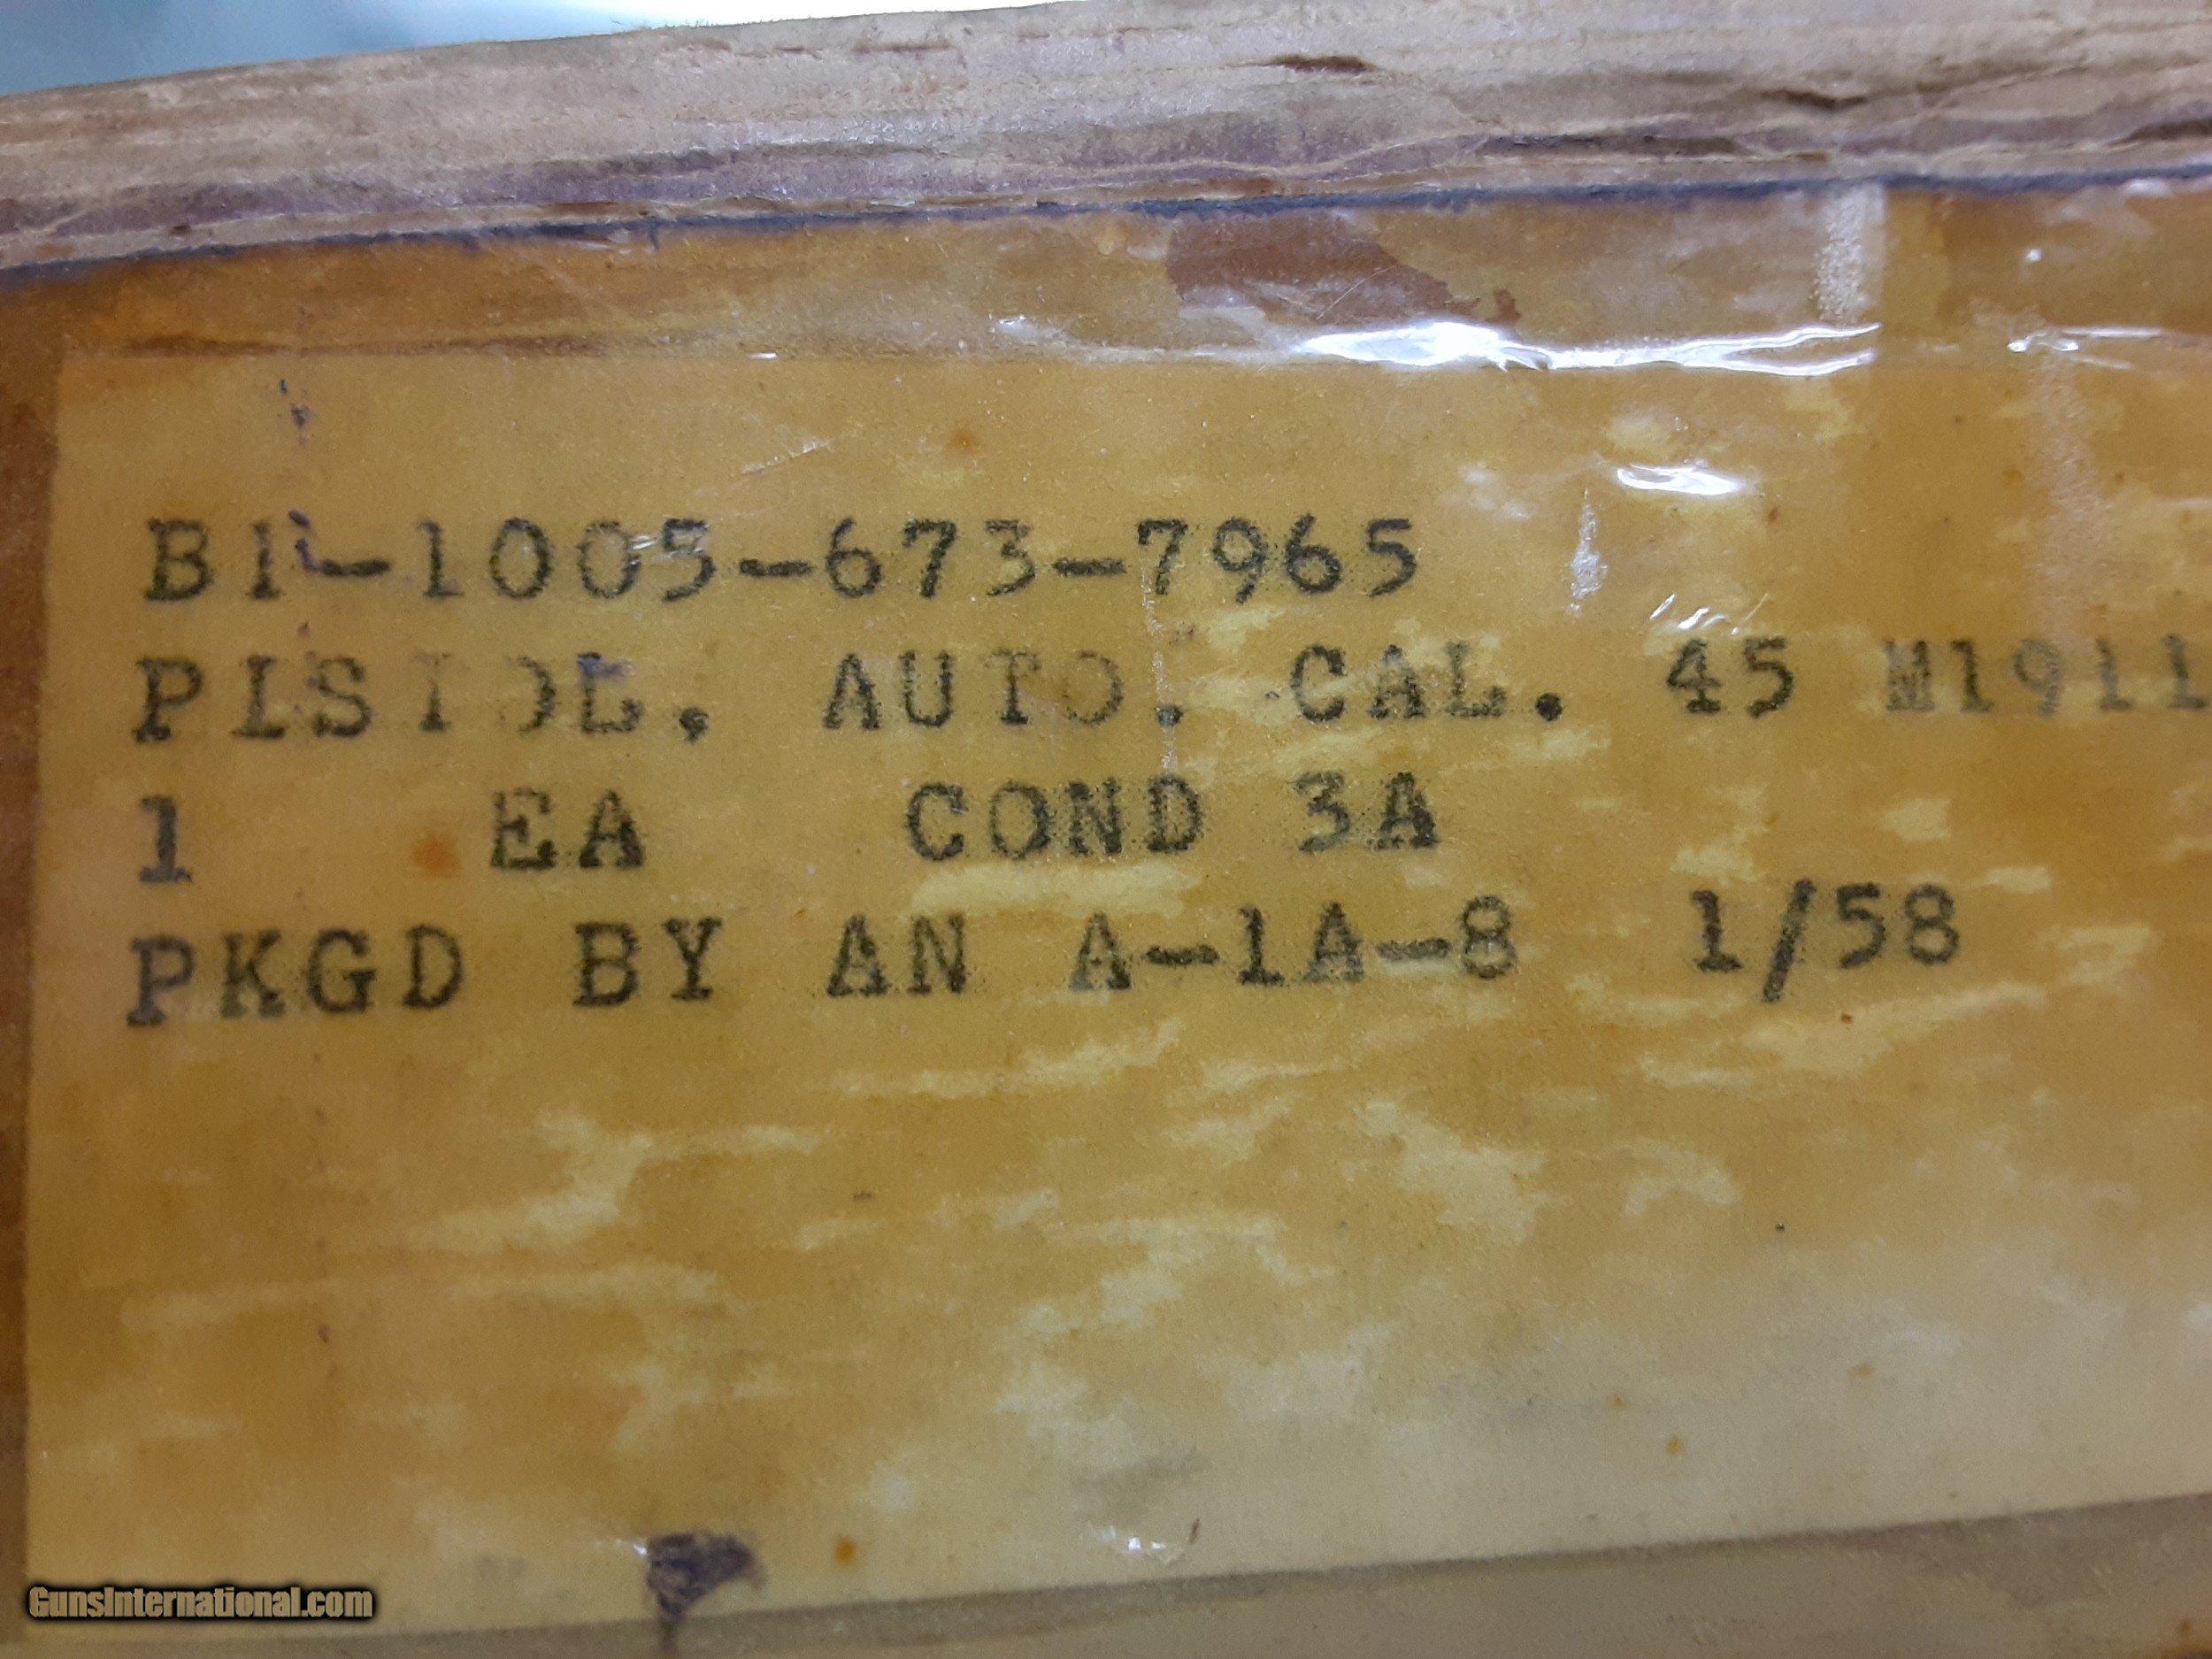 B1-1005-673-7965
PISTOL, AUTO. CAL. 45 M1911
1 EA COND 3A
PKGD BY AN A-1A-8 1/58
GunsInternational.com